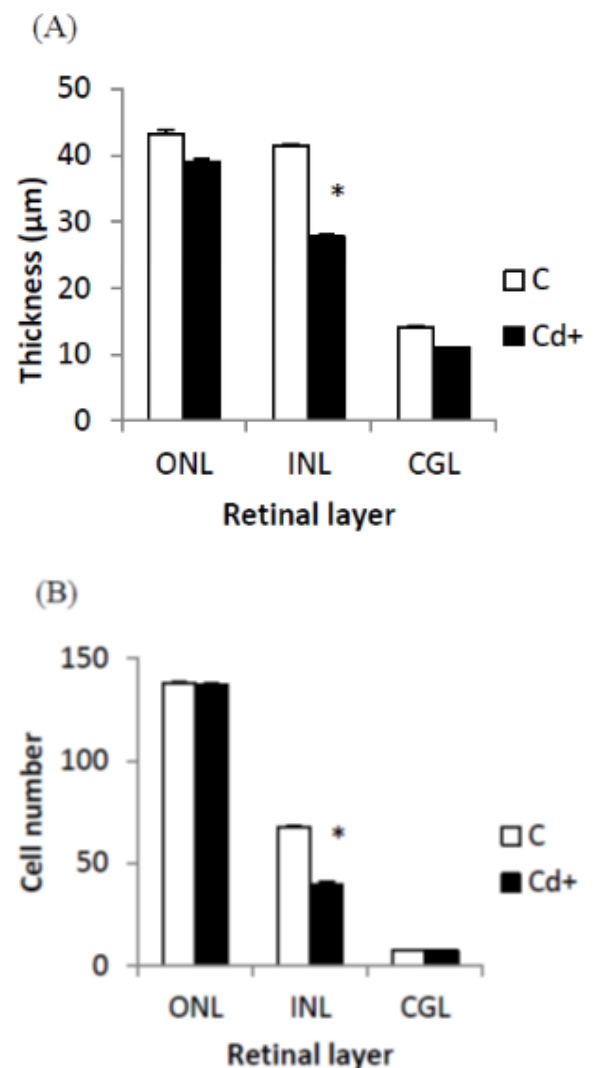 (A)
50
40
30
20
10
0
Thickness (µm)
*
C
Cd+
ONL INL CGL
Retinal layer
(B)
150
100
50
0
Cell number
*
C
Cd+
ONL INL CGL
Retinal layer